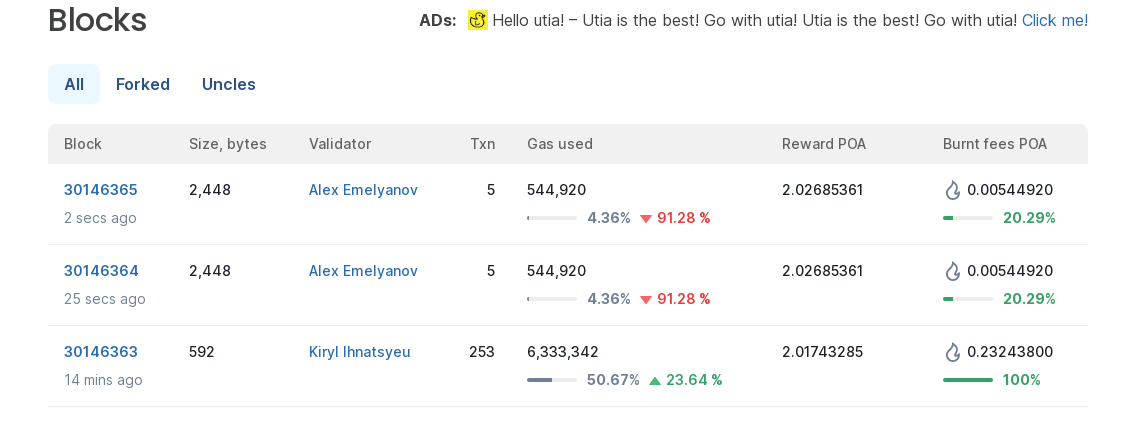 Blocks
ADs: Hello utia! – Utia is the best! Go with utia! Utia is the best! Go with utia! Click me!
All Forked Uncles
Block Size, bytes Validator Txn Gas used Reward POA Burnt fees POA
30146365 2,448 Alex Emelyanov 5 544,920 2.02685361 0.00544920
2 secs ago 4.36% 91.28 % 20.29%
30146364 2,448 Alex Emelyanov 5 544,920 2.02685361 0.00544920
25 secs ago 4.36% 91.28 % 20.29%
30146363 592 Kiryl Ihnatsyeu 253 6,333,342 2.01743285 0.23243800
14 mins ago 50.67% 23.64 % 100%